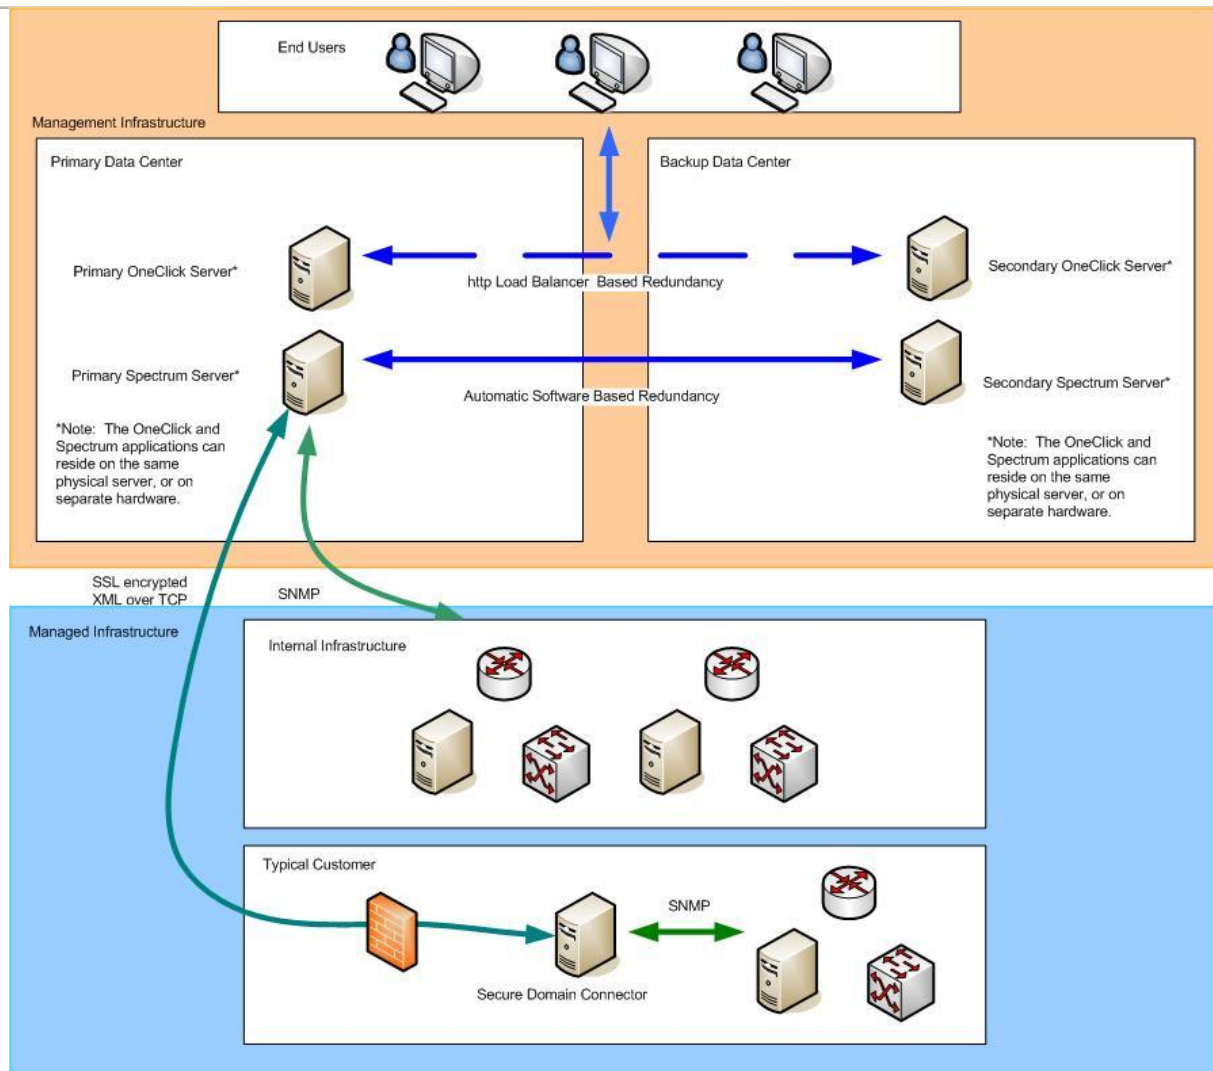 End Users
Management Infrastructure
Primary Data Center
Backup Data Center
Primary OneClick Server*
http Load Balancer Based Redundancy
Secondary OneClick Server*
Primary Spectrum Server*
Automatic Software Based Redundancy
Secondary Spectrum Server*
*Note: The OneClick and
Spectrum applications can
reside on the same
physical server, or on
separate hardware.
*Note: The OneClick and
Spectrum applications can
reside on the same
physical server, or on
separate hardware.
SSL encrypted
XML over TCP
SNMP
Managed Infrastructure
Internal Infrastructure
Typical Customer
SNMP
Secure Domain Connector